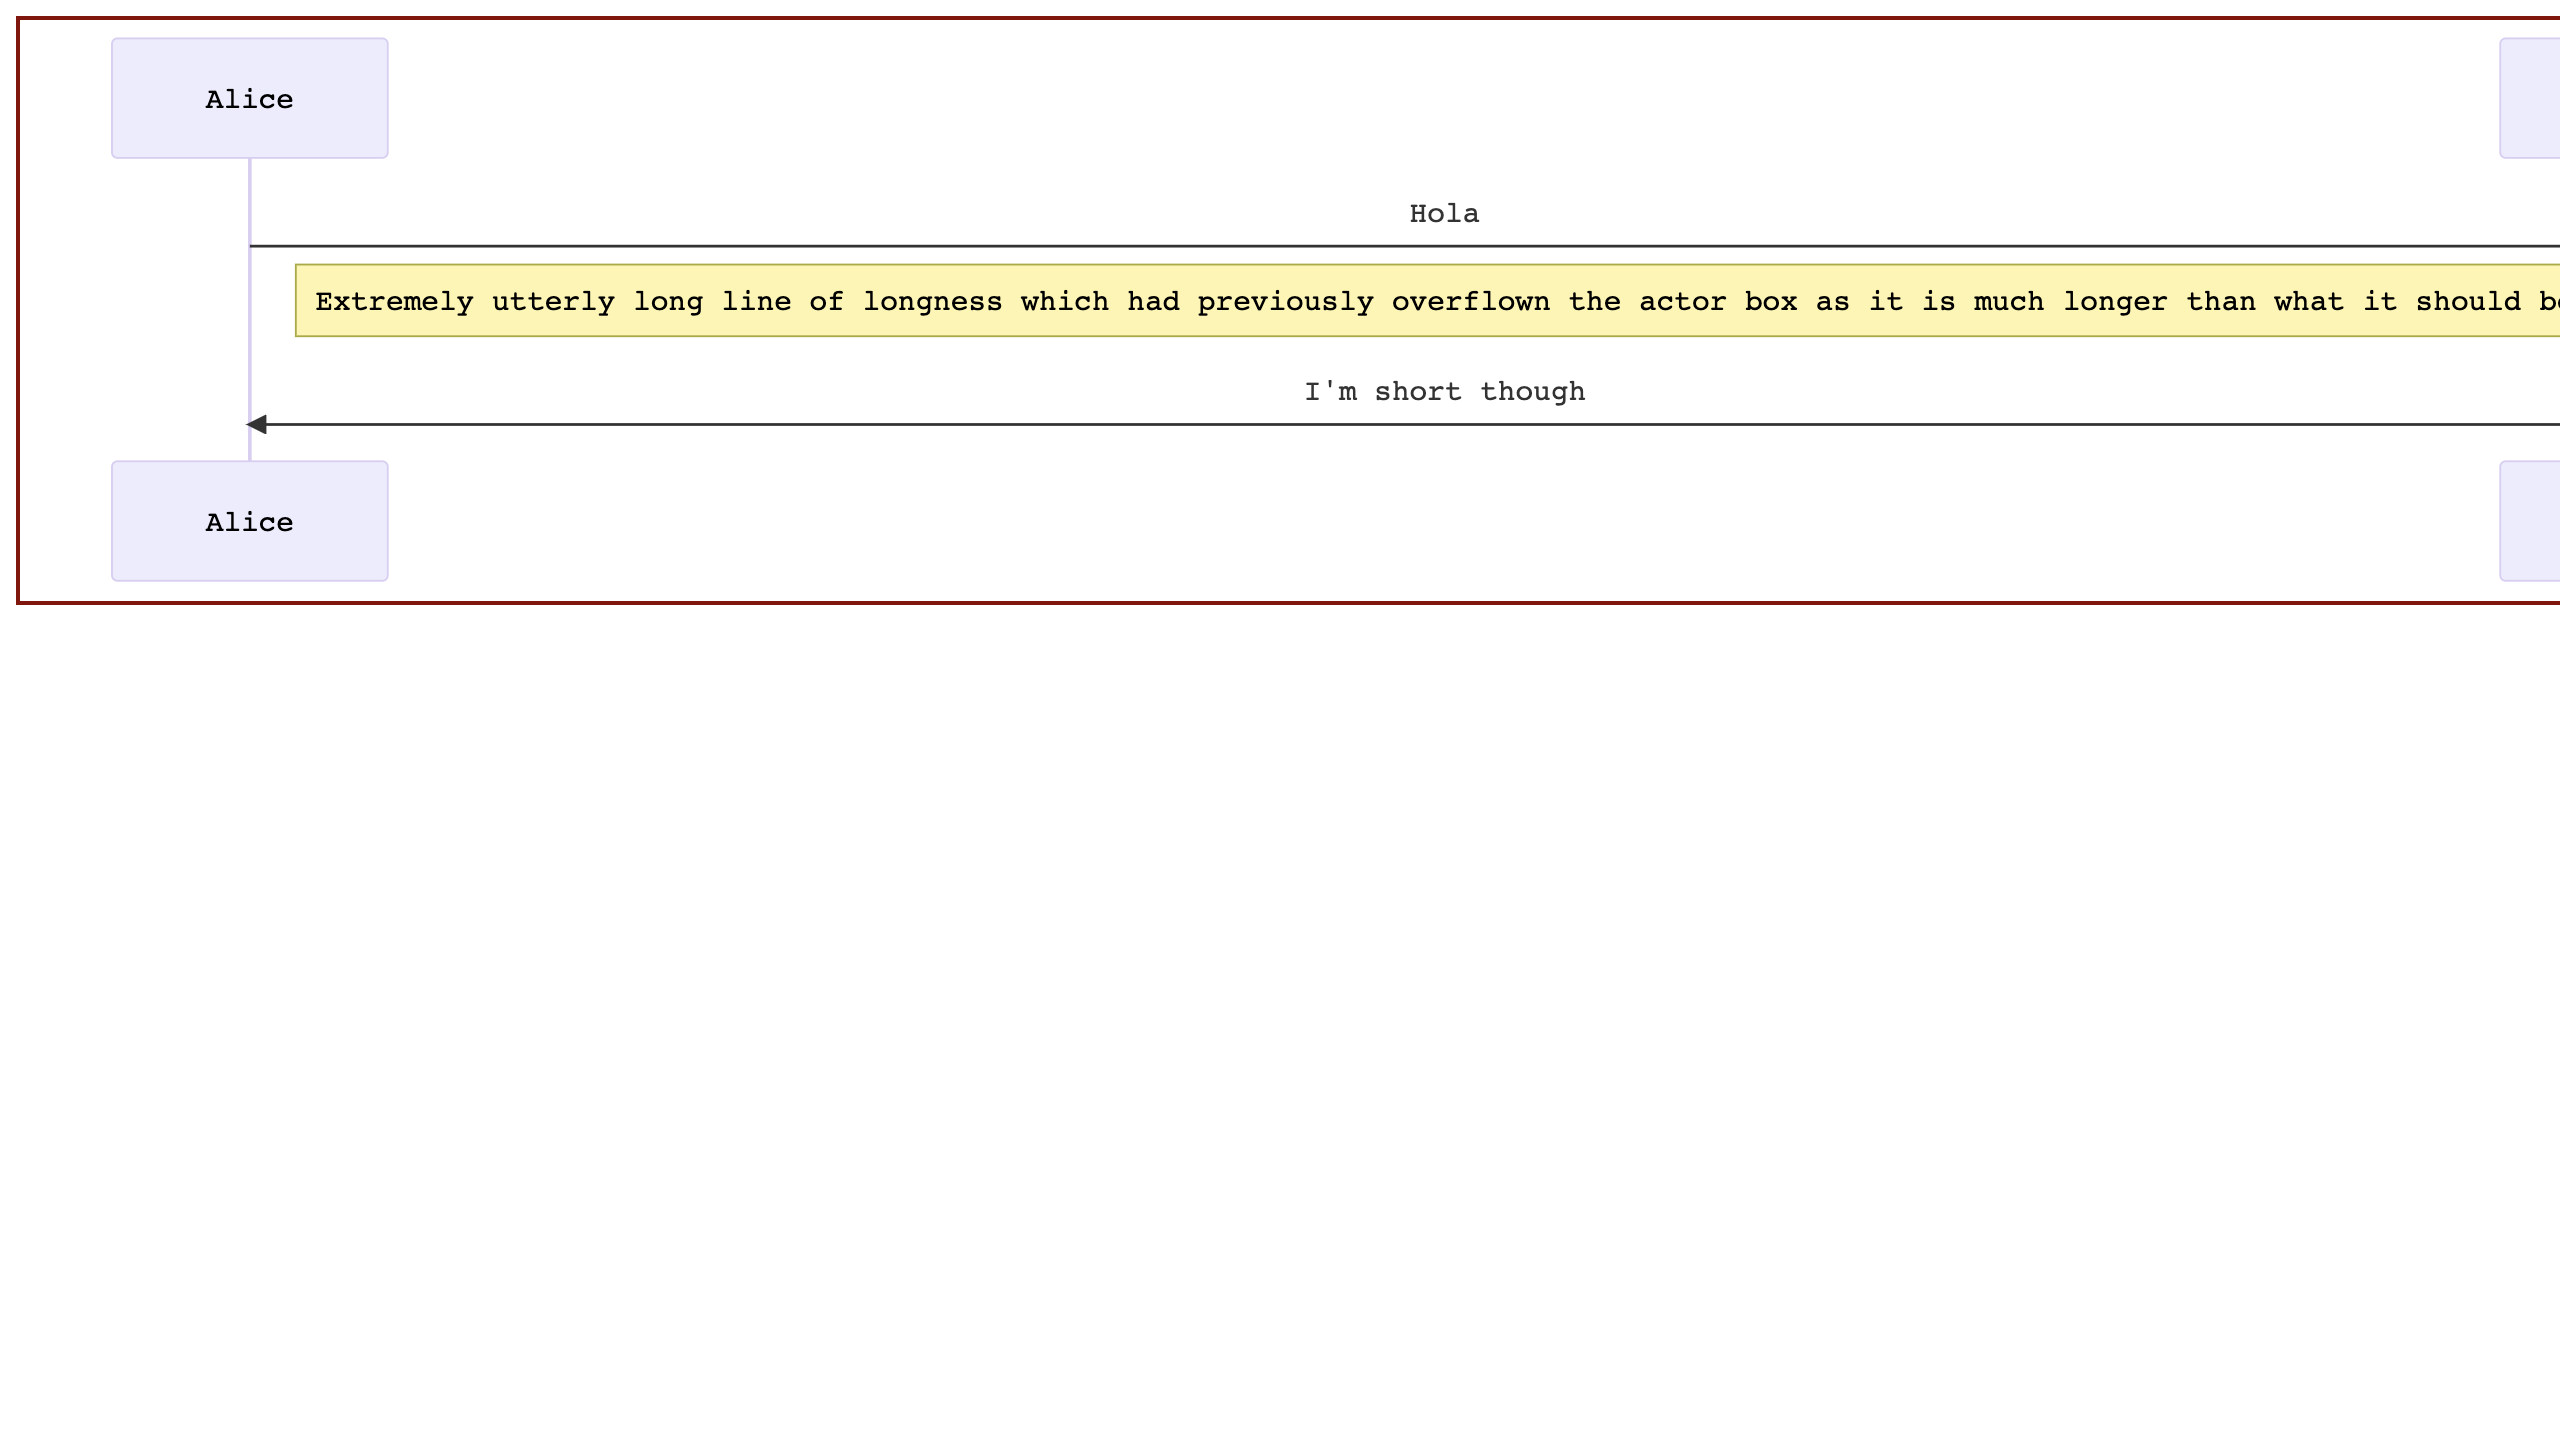 Alice
Hola
Extremely utterly long line of longness which had previously overflown the actor box as it is much longer than what it should
I'm short though
Alice